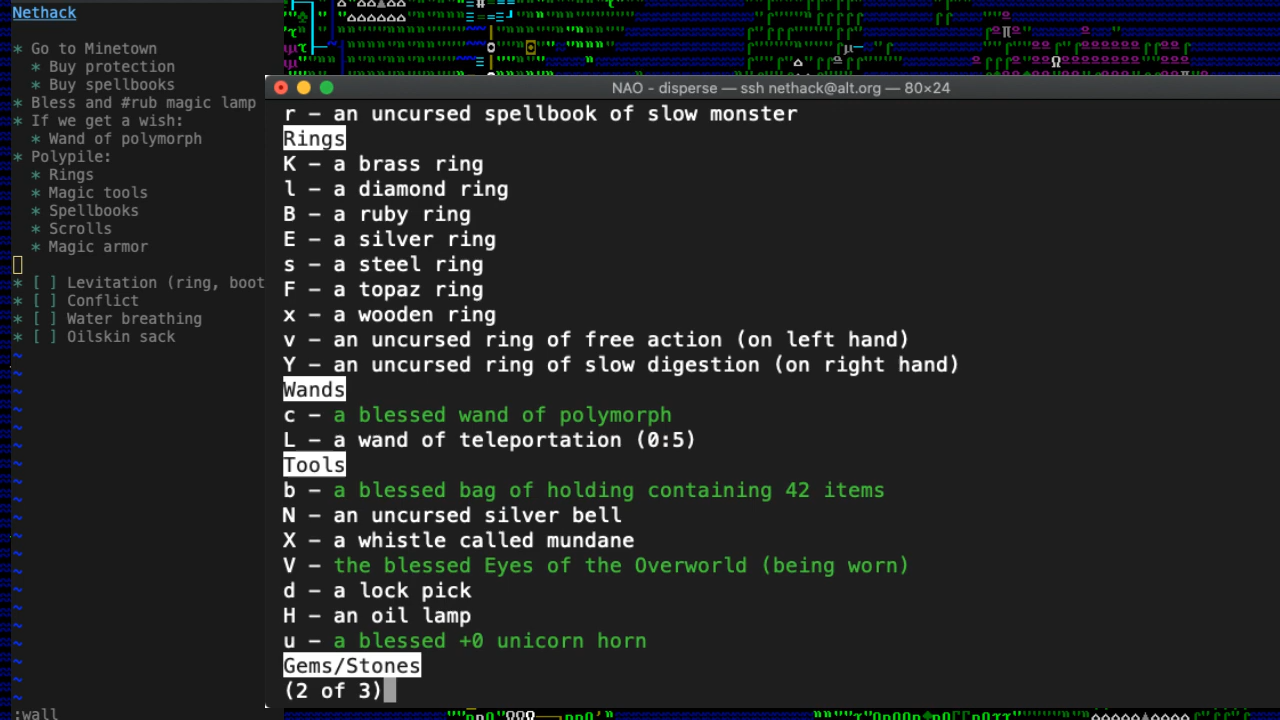 Nethack
* Go to Minetown
* Buy protection
* Buy spellbooks
* Bless and #rub magic lamp
* If we get a wish:
* Wand of polymorph
* Polypile:
* Rings
* Magic tools
* Spellbooks
* Scrolls
* Magic armor
* [ ] Levitation (ring, boot
* [ ] Conflict
* [ ] Water breathing
* [ ] Oilskin sack
:wall
NAO - disperse — ssh nethack@alt.org — 80×24
r – an uncursed spellbook of slow monster
Rings
K – a brass ring
l – a diamond ring
B – a ruby ring
E – a silver ring
s – a steel ring
F – a topaz ring
x – a wooden ring
v – an uncursed ring of free action (on left hand)
Y – an uncursed ring of slow digestion (on right hand)
Wands
c – a blessed wand of polymorph
L – a wand of teleportation (0:5)
Tools
b – a blessed bag of holding containing 42 items
N – an uncursed silver bell
X – a whistle called mundane
V – the blessed Eyes of the Overworld (being worn)
d – a lock pick
H – an oil lamp
u – a blessed +0 unicorn horn
Gems/Stones
(2 of 3)